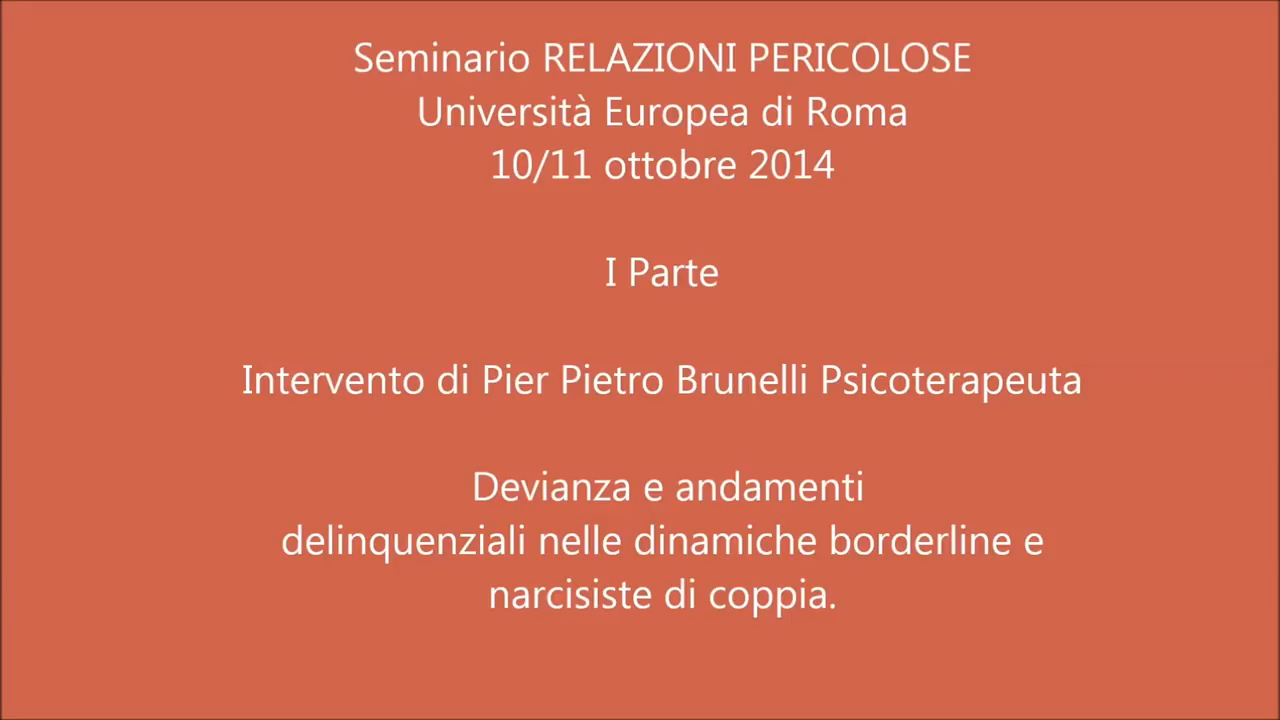 Seminario RELAZIONI PERICOLOSE
Università Europea di Roma
10/11 ottobre 2014
I Parte
Intervento di Pier Pietro Brunelli Psicoterapeuta
Devianza e andamenti
delinquenziali nelle dinamiche borderline e
narcisiste di coppia.